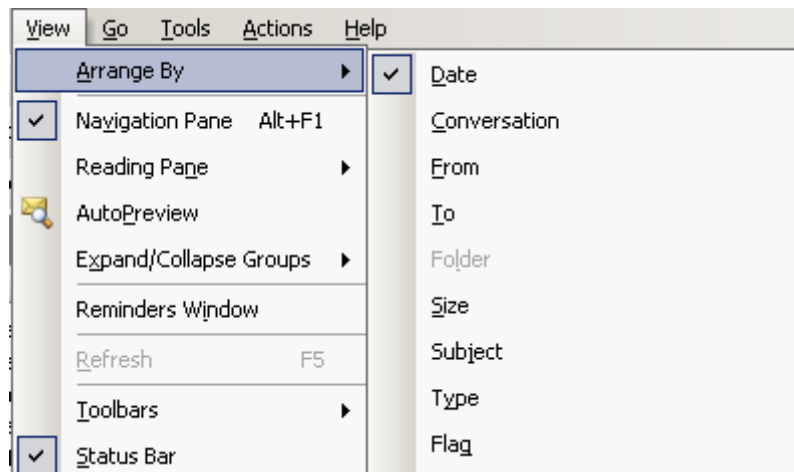 View Go Tools Actions Help
Arrange By
Navigation Pane Alt+F1
Reading Pane
AutoPreview
Expand/Collapse Groups
Reminders Window
Refresh F5
Toolbars
Status Bar
Date
Conversation
From
To
Folder
Size
Subject
Type
Flag